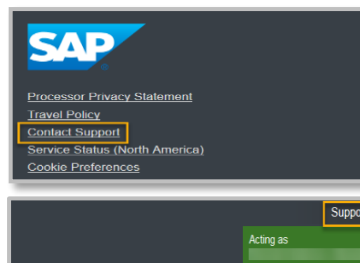 SAP
Processor Privacy Statement
Travel Policy
Contact Support
Service Status (North America)
Cookie Preferences
Acting as